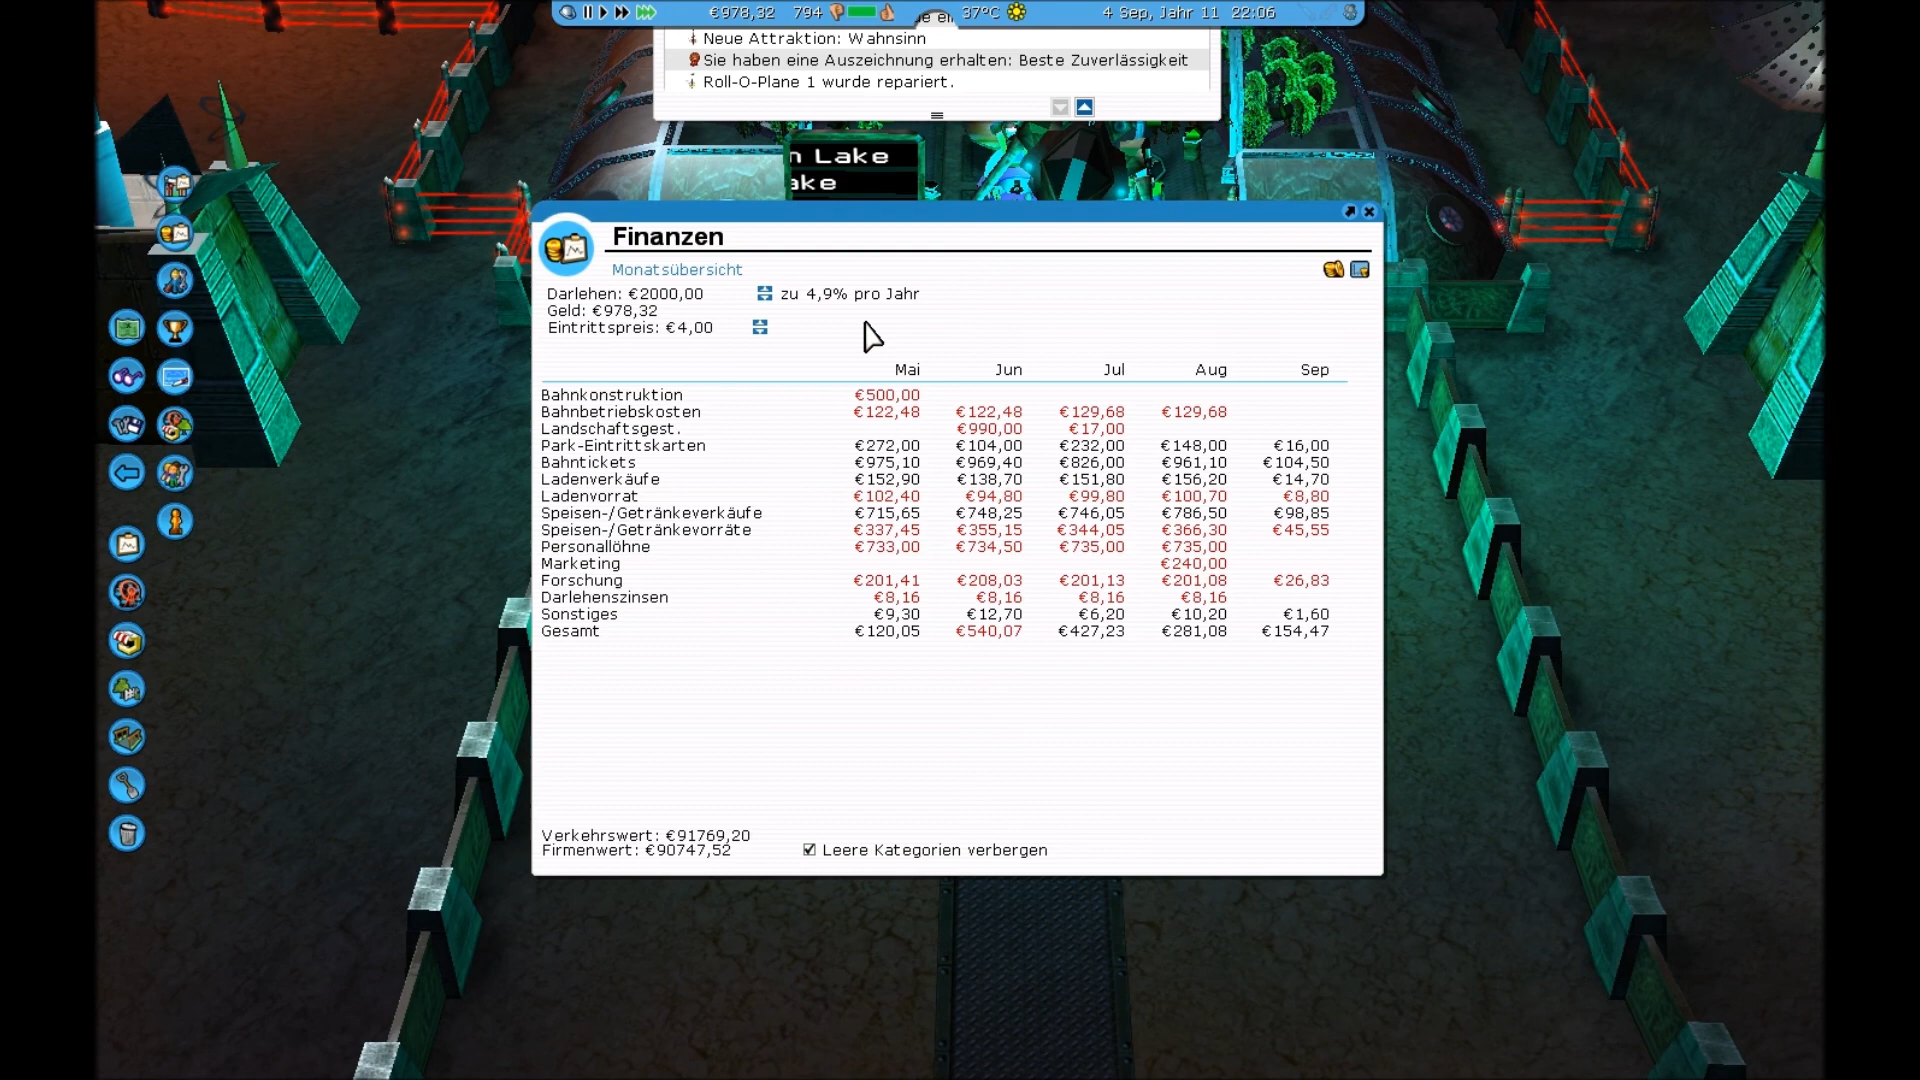 €978,32 794 37°C 4 Sep, Jahr 11 22:06
Neue Attraktion: Wahnsinn
Sie haben eine Auszeichnung erhalten: Beste Zuverlässigkeit
Roll-O-Plane 1 wurde repariert.
n Lake
ake
Finanzen
Monatsübersicht
Darlehen: €2000,00 zu 4,9% pro Jahr
Geld: €978,32
Eintrittspreis: €4,00
Mai Jun Jul Aug Sep
Bahnkonstruktion €500,00
Bahnbetriebskosten €122,48 €122,48 €129,68 €129,68
Landschaftsgest. €990,00 €17,00
Park-Eintrittskarten €272,00 €104,00 €232,00 €148,00 €16,00
Bahntickets €975,10 €969,40 €826,00 €961,10 €104,50
Ladenverkäufe €152,90 €138,70 €151,80 €156,20 €14,70
Ladenvorrat €102,40 €94,80 €99,80 €100,70 €8,80
Speisen-/Getränkeverkäufe €715,65 €748,25 €746,05 €786,50 €98,85
Speisen-/Getränkevorräte €337,45 €355,15 €344,05 €366,30 €45,55
Personallöhne €733,00 €734,50 €735,00 €735,00
Marketing €240,00
Forschung €201,41 €208,03 €201,13 €201,08 €26,83
Darlehenszinsen €8,16 €8,16 €8,16 €8,16
Sonstiges €9,30 €12,70 €6,20 €10,20 €1,60
Gesamt €120,05 €540,07 €427,23 €281,08 €154,47
Verkehrswert: €91769,20
Firmenwert: €90747,52 Leere Kategorien verbergen